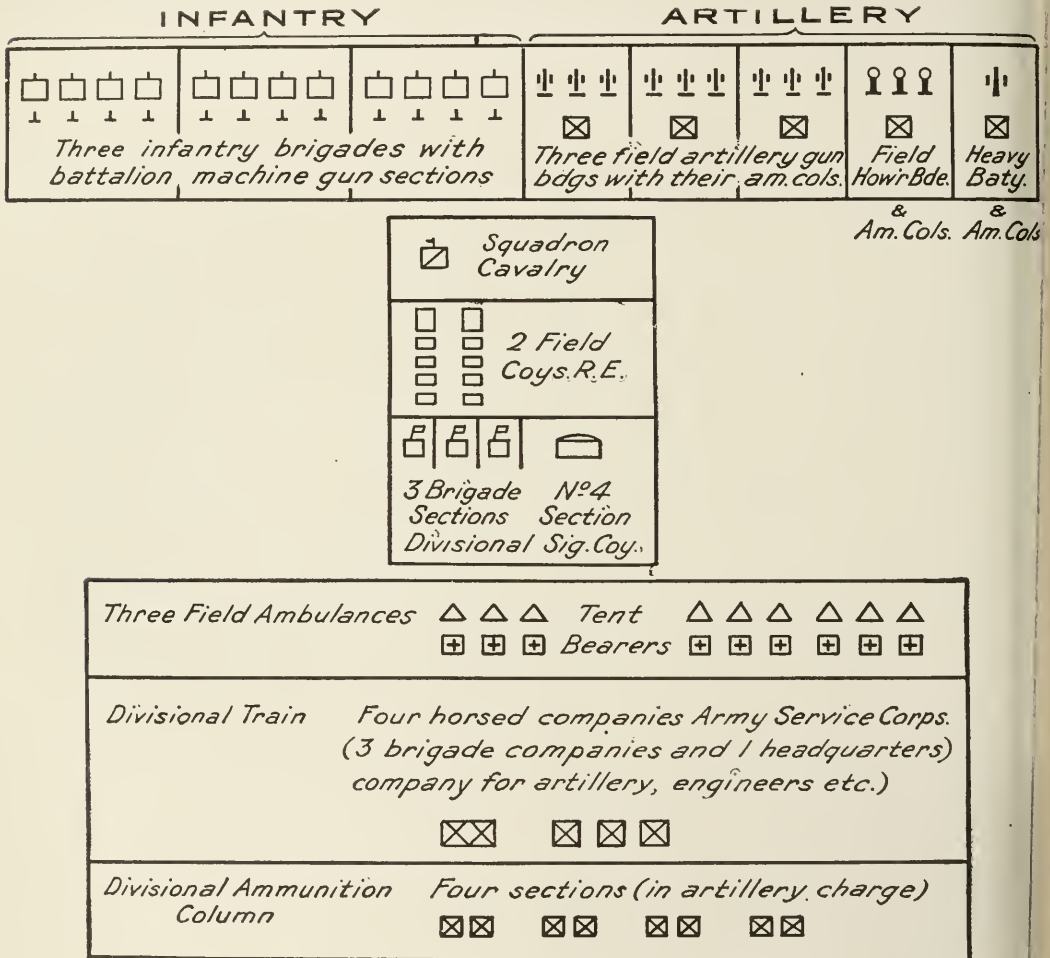 INFANTRY
ARTILLERY
Three infantry brigades with
battalion machine gun sections
Three field artillery gun
bdgs with their am. cols.
Field
How'r Bde.
& 
Am. Cols.
Heavy
Baty.
&
Am. Cols
Squadron
Cavalry
2 Field
Coys. R.E.
3 Brigade
Sections
Nº4
Section
Divisional Sig. Coy.
Three Field Ambulances
Tent
Bearers
Divisional Train
Four horsed companies Army Service Corps.
(3 brigade companies and 1 headquarters)
company for artillery, engineers etc.)
Divisional Ammunition
Column
Four sections (in artillery charge)